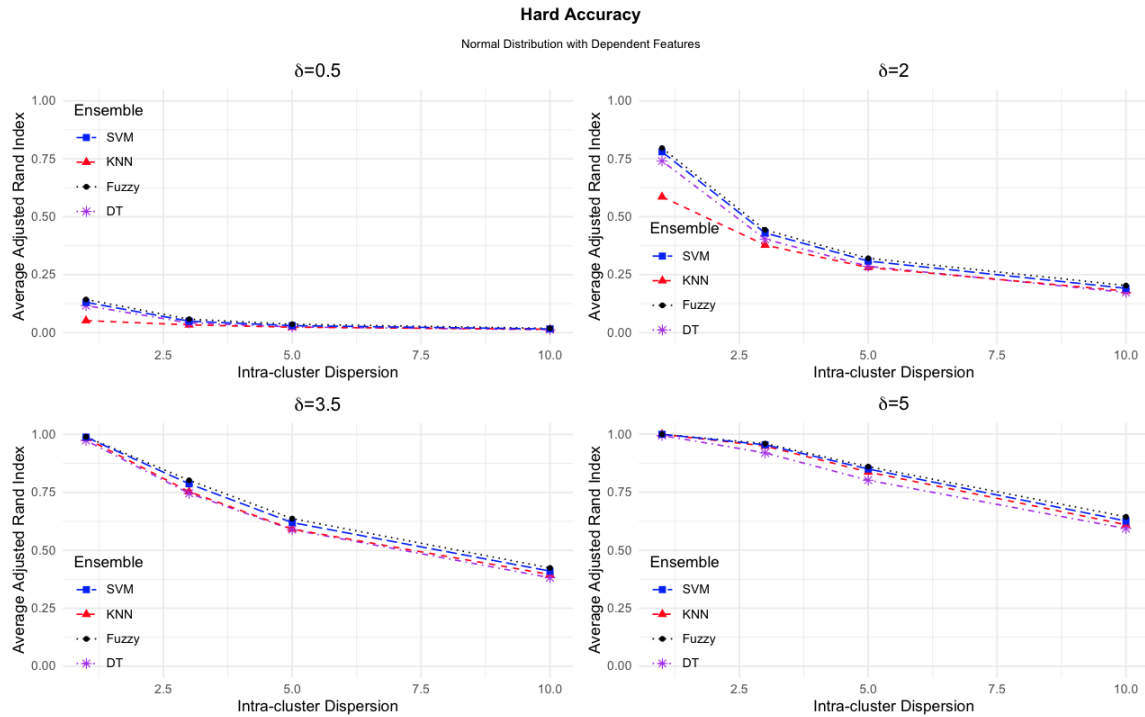 Hard Accuracy
Normal Distribution with Dependent Features
δ=0.5
Average Adjusted Rand Index
1.00
0.75
0.50
0.25
0.00
Ensemble
SVM
KNN
Fuzzy
DT
2.5 5.0 7.5 10.0
Intra-cluster Dispersion
δ=2
Average Adjusted Rand Index
1.00
0.75
0.50
0.25
0.00
Ensemble
SVM
KNN
Fuzzy
DT
2.5 5.0 7.5 10.0
Intra-cluster Dispersion
δ=3.5
Average Adjusted Rand Index
1.00
0.75
0.50
0.25
0.00
Ensemble
SVM
KNN
Fuzzy
DT
2.5 5.0 7.5 10.0
Intra-cluster Dispersion
δ=5
Average Adjusted Rand Index
1.00
0.75
0.50
0.25
0.00
Ensemble
SVM
KNN
Fuzzy
DT
2.5 5.0 7.5 10.0
Intra-cluster Dispersion